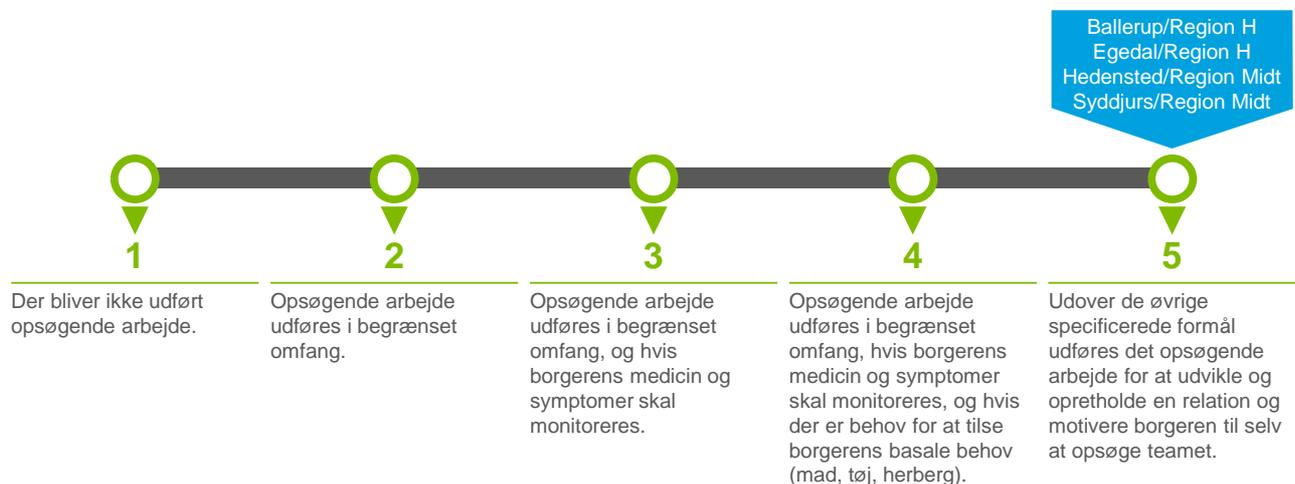 Ballerup/Region H
Egedal/Region H
Hedensted/Region Midt
Syddjurs/Region Midt
1
Der bliver ikke udført
opsøgende arbejde.
2
Opsøgende arbejde
udføres i begrænset
omfang.
3
Opsøgende arbejde
udføres i begrænset
omfang, og hvis
borgerens medicin og
symptomer skal
monitoreres.
4
Opsøgende arbejde
udføres i begrænset
omfang, hvis borgerens
medicin og symptomer
skal monitoreres, og hvis
der er behov for at tilse
borgerens basale behov
(mad, tøj, herberg).
5
Udover de øvrige
specificerede formål
udføres det opsøgende
arbejde for at udvikle og
opretholde en relation og
motivere borgeren til selv
at opsøge teamet.